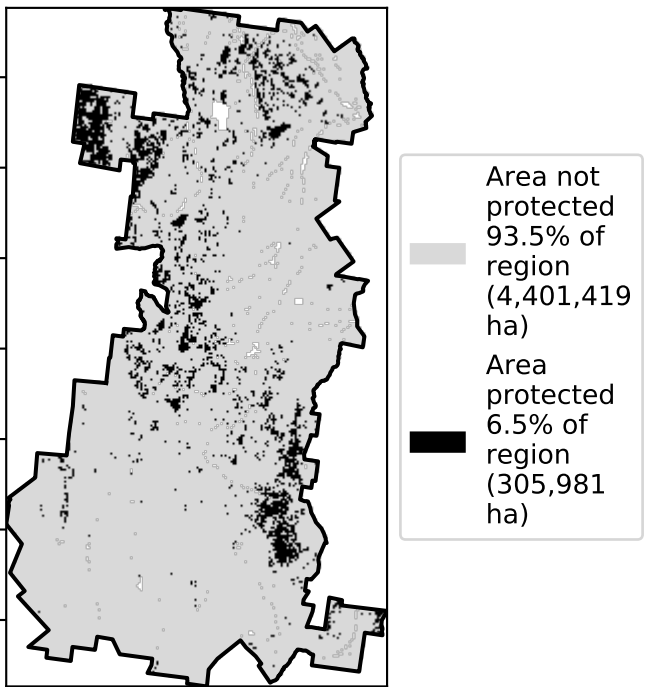 Area not
protected
93.5% of
region
(4,401,419
ha)
Area
protected
6.5% of
region
(305,981
ha)